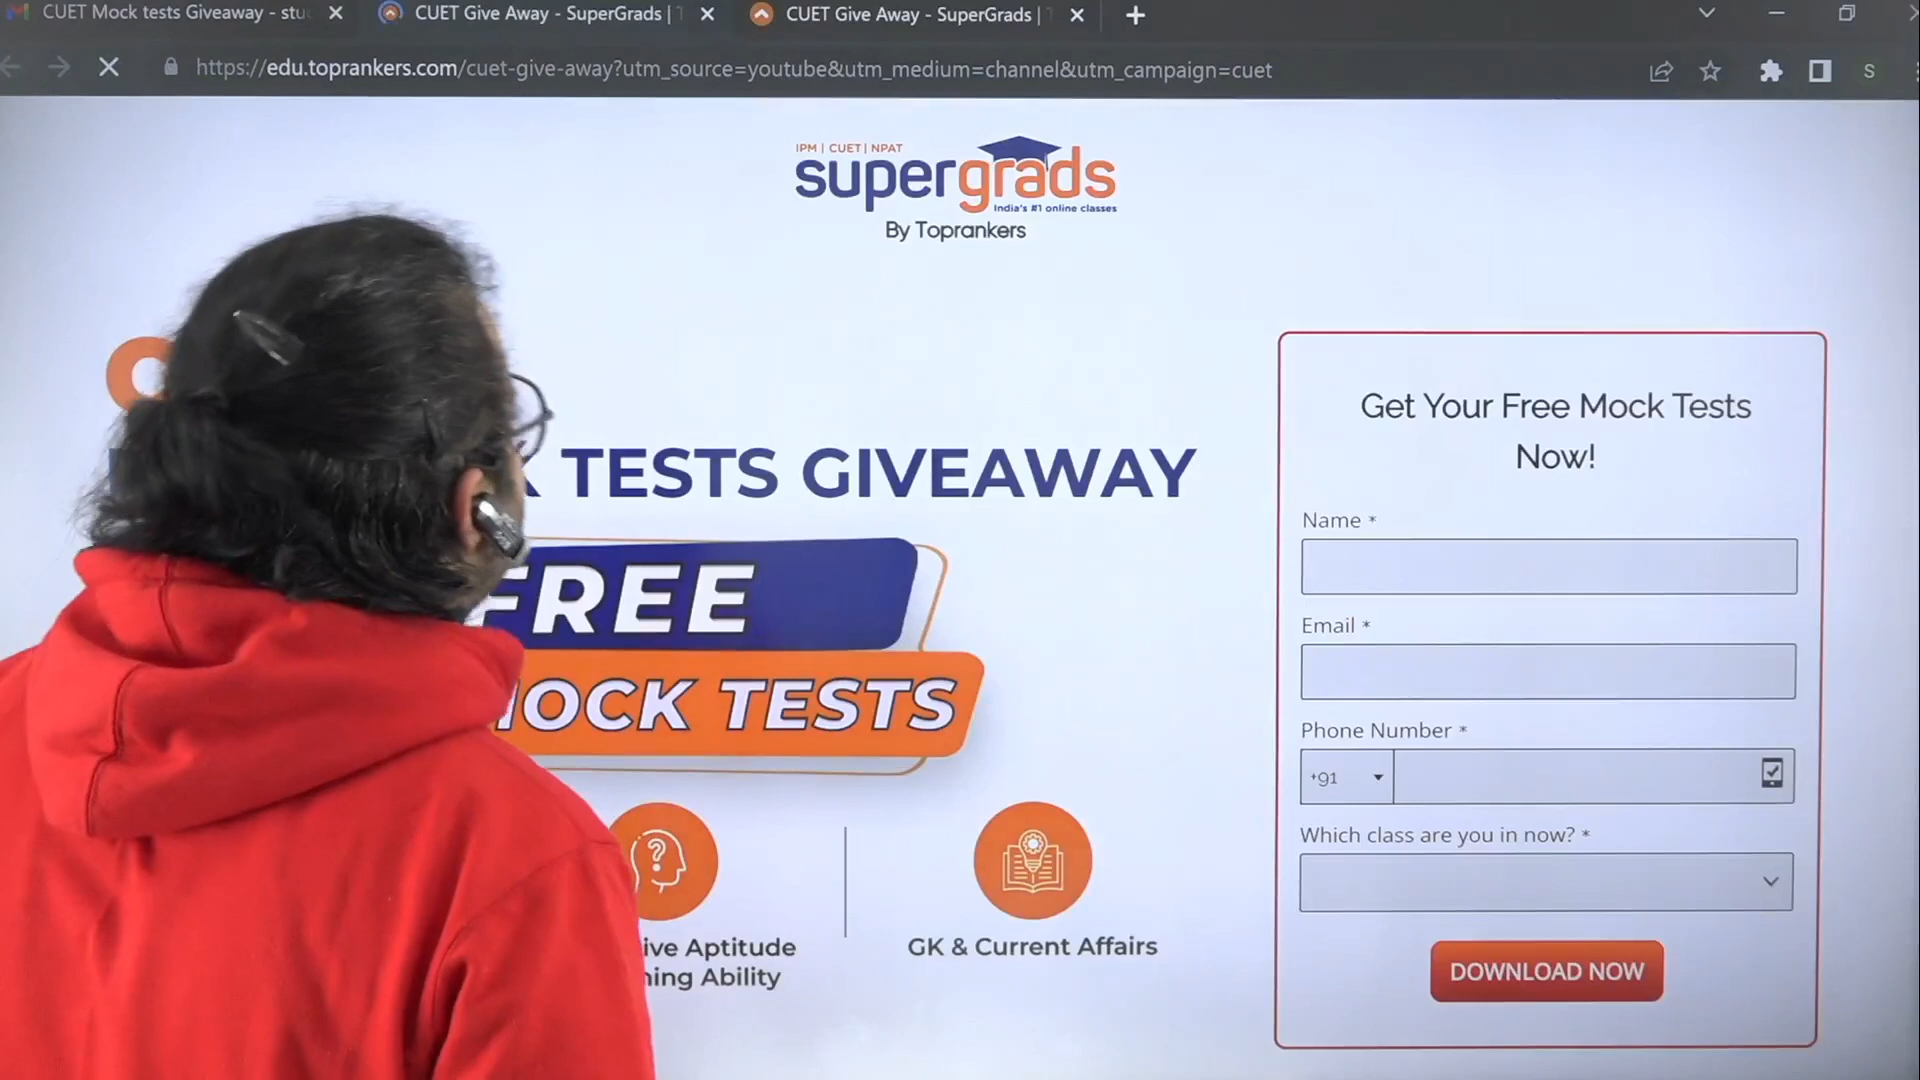 CUET Mock tests Giveaway - stu
CUET Give Away - SuperGrads |
CUET Give Away - SuperGrads |
https://edu.toprankers.com/cuet-give-away?utm_source=youtube&utm_medium=channel&utm_campaign=cuet
S
IPM | CUET | NPAT
supergrads
India's #1 online classes
By Toprankers
TESTS GIVEAWAY
FREE
MOCK TESTS
ive Aptitude
ning Ability
GK & Current Affairs
Get Your Free Mock Tests
Now!
Name *
Email *
Phone Number *
+91
Which class are you in now? *
DOWNLOAD NOW